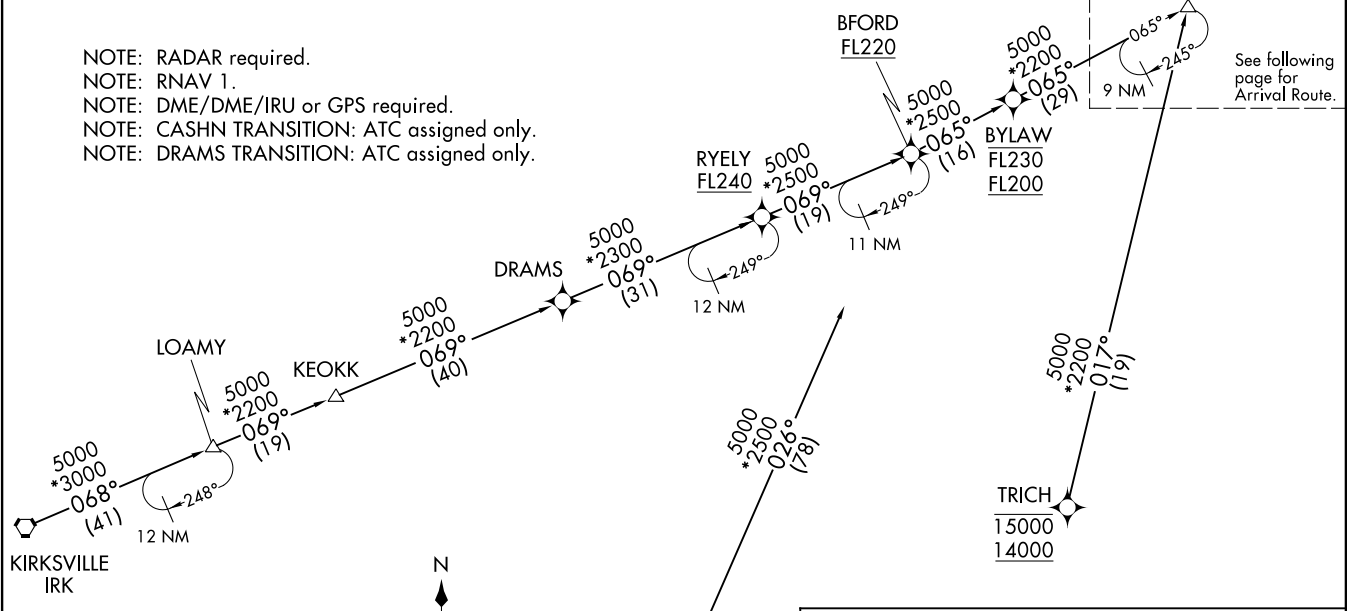 NOTE: RADAR required.
NOTE: RNAV 1.
NOTE: DME/DME/IRU or GPS required.
NOTE: CASHN TRANSITION: ATC assigned only.
NOTE: DRAMS TRANSITION: ATC assigned only.
BFORD
FL220
5000
*2200
065°
(29)
065°
245°
9 NM
See following
page for
Arrival Route.
5000
*2500
065°
(16)
BYLAW
FL230
FL200
RYELY
FL240
5000
*2500
069°
(19)
249°
11 NM
DRAMS
5000
*2300
069°
(31)
249°
12 NM
5000
*2200
069°
(40)
LOAMY
KEOKK
5000
*2200
069°
(19)
5000
*3000
068°
(41)
248°
12 NM
KIRKSVILLE
IRK
N
5000
*2500
026°
(78)
5000
*2200
017°
(19)
TRICH
15000
14000